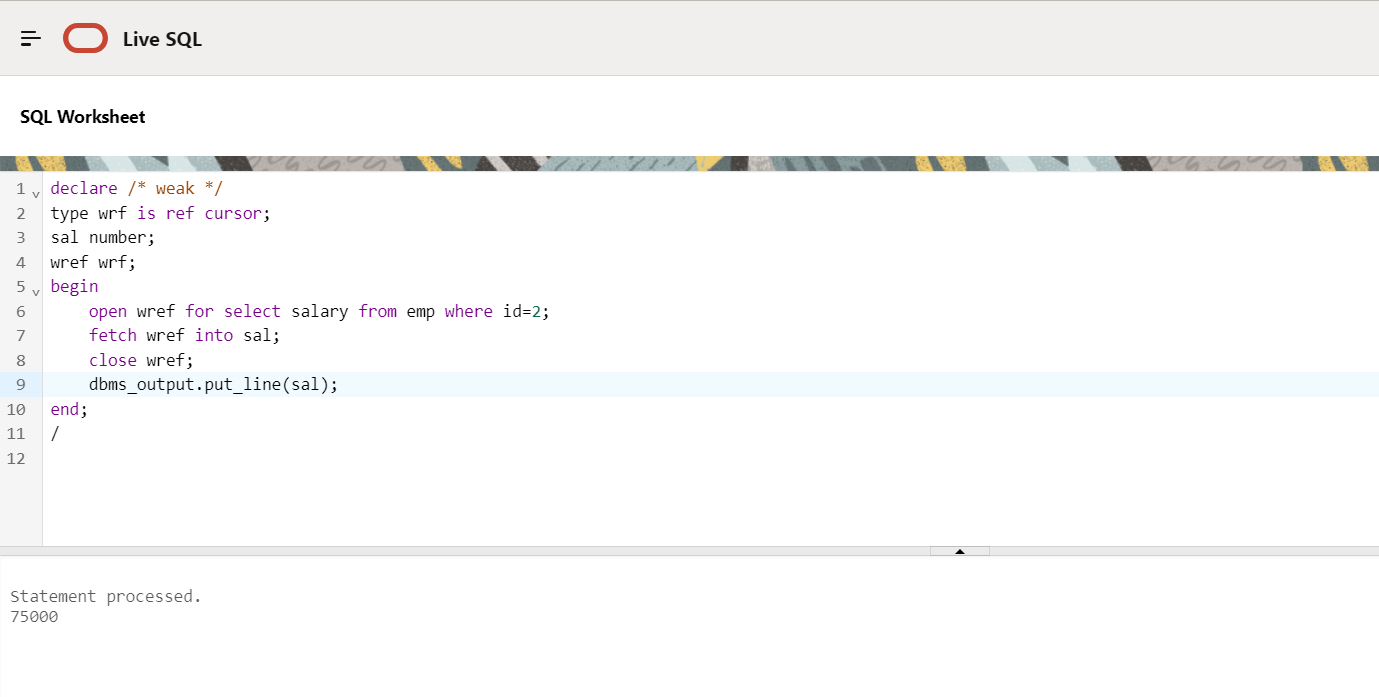 Live SQL
SQL Worksheet
1 declare /* weak */
2 type wrf is ref cursor;
3 sal number;
4 wref wrf;
5 begin
6     open wref for select salary from emp where id=2;
7     fetch wref into sal;
8     close wref;
9     dbms_output.put_line(sal);
10 end;
11 /
12
Statement processed.
75000